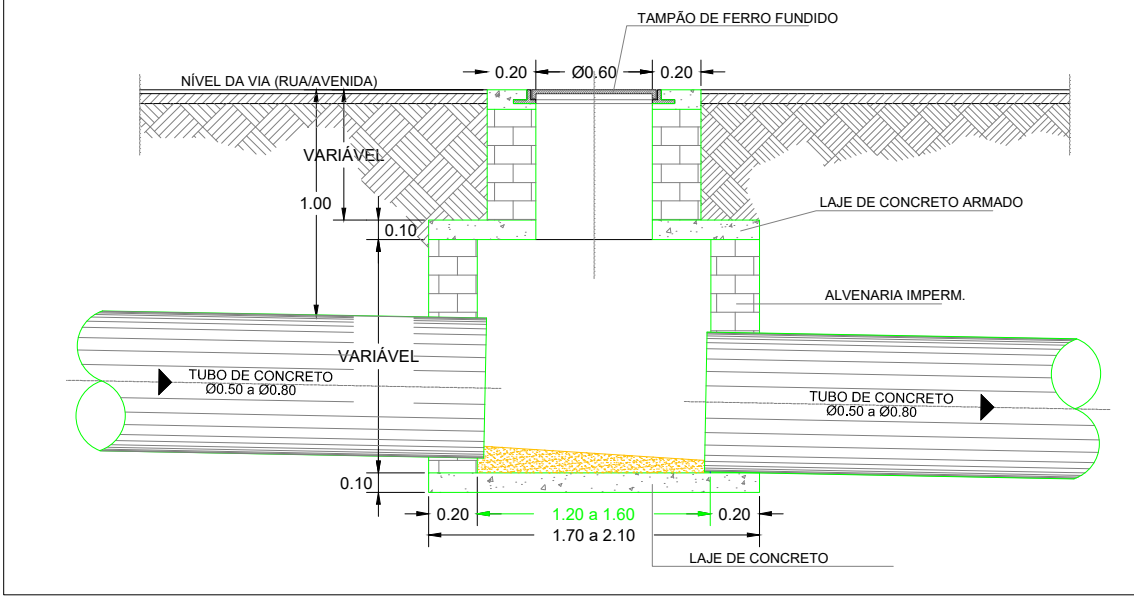 TAMPÃO DE FERRO FUNDIDO
0.20
Ø0.60
0.20
NÍVEL DA VIA (RUA/AVENIDA)
VARIÁVEL
1.00
LAJE DE CONCRETO ARMADO
0.10
ALVENARIA IMPERM.
VARIÁVEL
TUBO DE CONCRETO
Ø0.50 a Ø0.80
TUBO DE CONCRETO
Ø0.50 a Ø0.80
0.10
0.20
1.20 a 1.60
0.20
1.70 a 2.10
LAJE DE CONCRETO